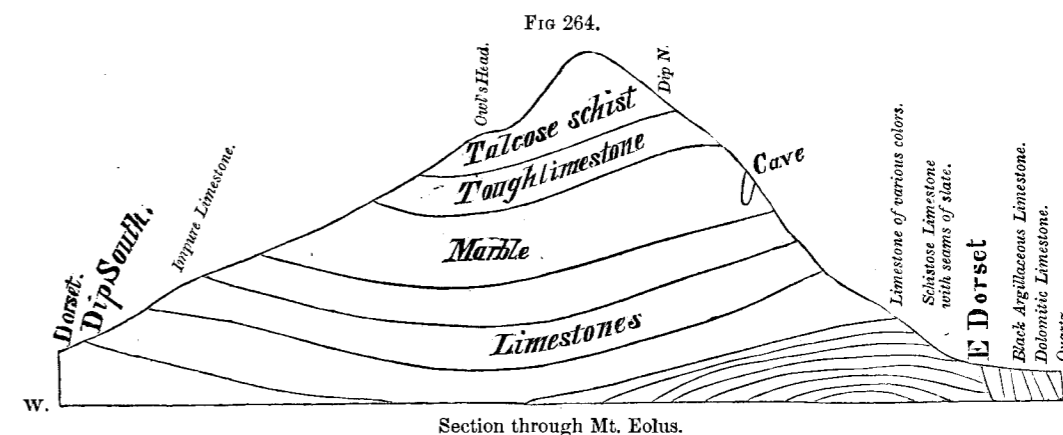 FIG 264.
Owl's Head.
Dip N.
Talcose schist
Tough limestone
Cave
Marble
Limestones
Dorset.
Dip South.
Impure Limestone.
Limestone of various colors.
Schistose Limestone
with seams of slate.
E Dorset
Black Argillaceous Limestone.
Dolomitic Limestone.
W.
Section through Mt. Eolus.